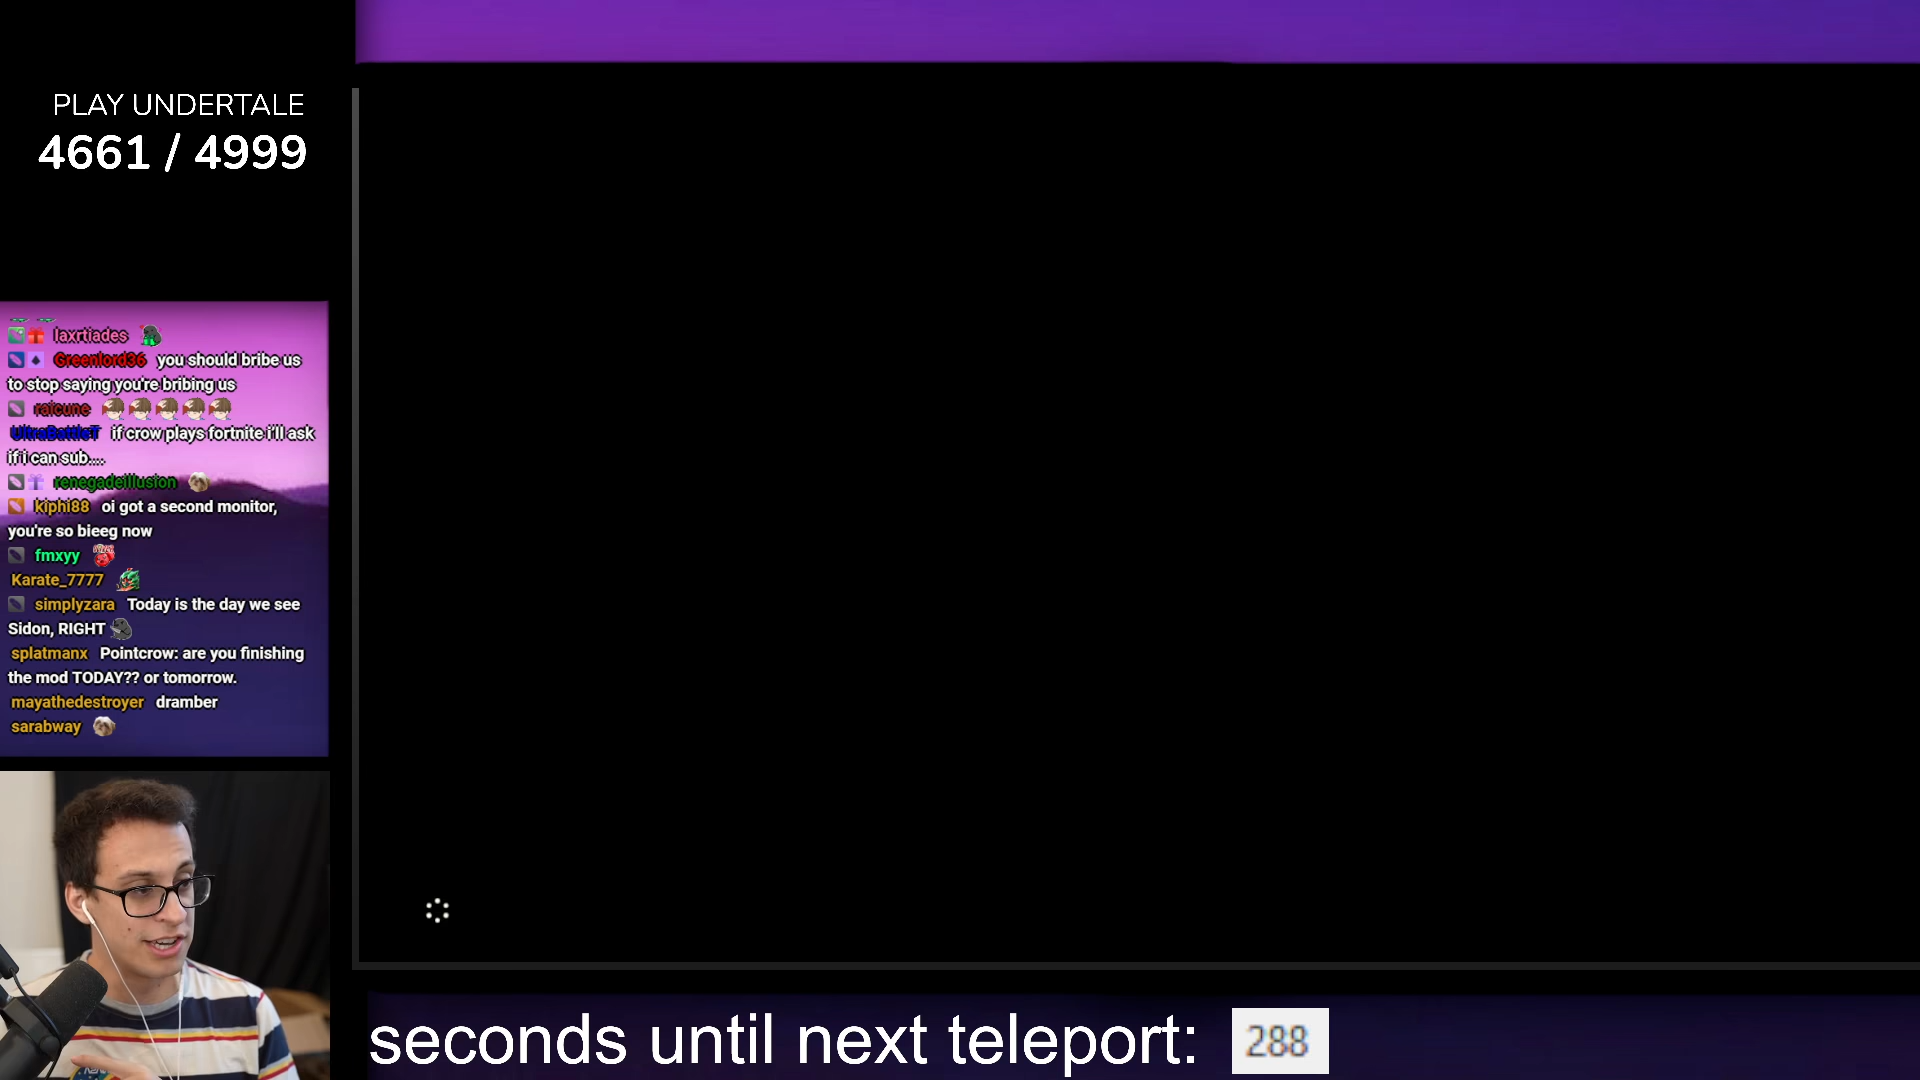 PLAY UNDERTALE
4661 / 4999
laxrtiades
Greenlord36 you should bribe us
to stop saying you're bribing us
raicune
UltraBattleT if crow plays fortnite i'll ask
if i can sub....
renegadeillusion
kiphi88 oi got a second monitor,
you're so bieeg now
fmxyy
Karate_7777
simplyzara Today is the day we see
Sidon, RIGHT
splatmanx Pointcrow: are you finishing
the mod TODAY?? or tomorrow.
mayathedestroyer dramber
sarabway
seconds until next teleport: 288